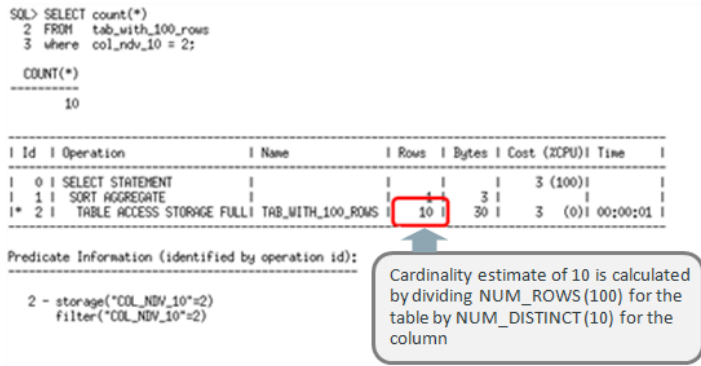 SQL> SELECT count(*)
2 FROM tab_with_100_rows
3 where col_ndv_10 = 2;
COUNT(*)
----------
10
--------------------------------------------------------------------------------
| Id | Operation | Name | Rows | Bytes | Cost (%CPU)| Time |
--------------------------------------------------------------------------------
| 0 | SELECT STATEMENT | | | | 3 (100)| |
| 1 | SORT AGGREGATE | | 1 | 3 | | |
|* 2 | TABLE ACCESS STORAGE FULL| TAB_WITH_100_ROWS | 10 | 30 | 3 (0)| 00:00:01 |
--------------------------------------------------------------------------------
Predicate Information (identified by operation id):
---------------------------------------------------
2 - storage("COL_NDV_10"=2)
filter("COL_NDV_10"=2)
Cardinality estimate of 10 is calculated
by dividing NUM_ROWS (100) for the
table by NUM_DISTINCT (10) for the
column